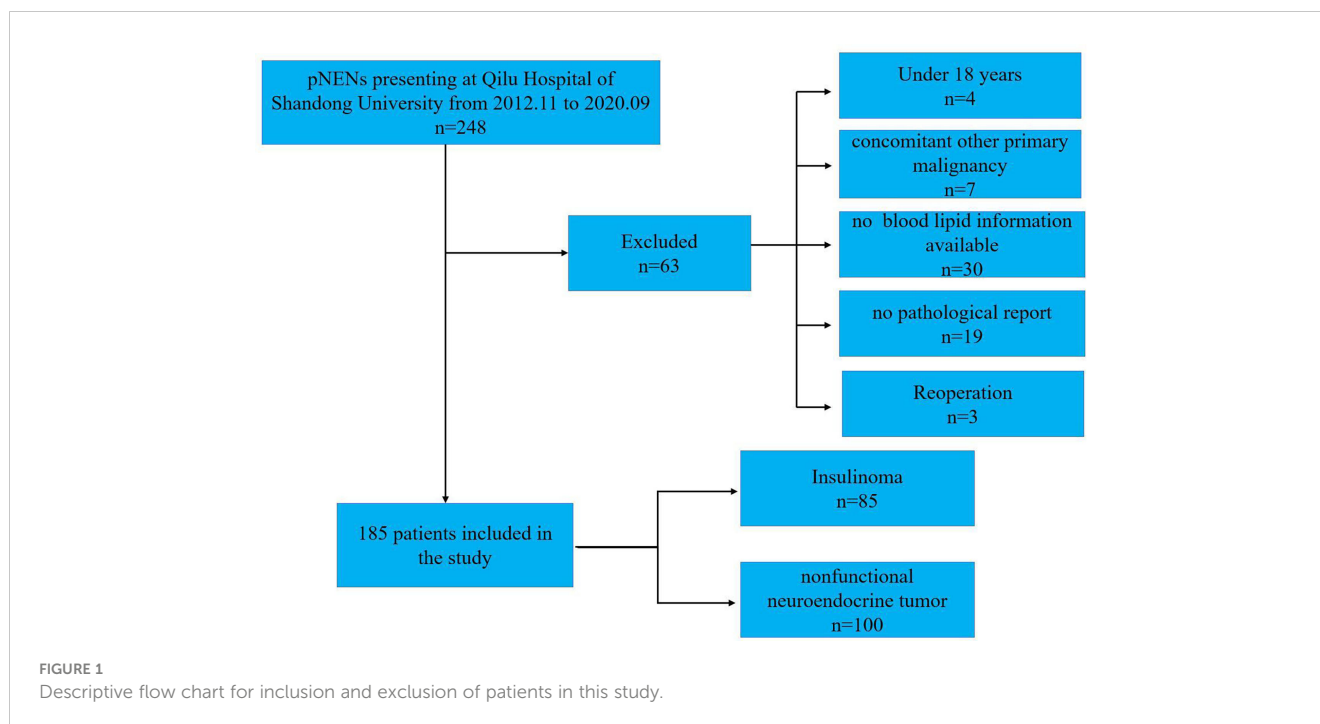 pNENs presenting at Qilu Hospital of
Shandong University from 2012.11 to 2020.09
n=248
Excluded
n=63
Under 18 years
n=4
concomitant other primary
malignancy
n=7
no blood lipid information
available
n=30
no pathological report
n=19
Reoperation
n=3
185 patients included in
the study
Insulinoma
n=85
nonfunctional
neuroendocrine tumor
n=100
FIGURE 1
Descriptive flow chart for inclusion and exclusion of patients in this study.